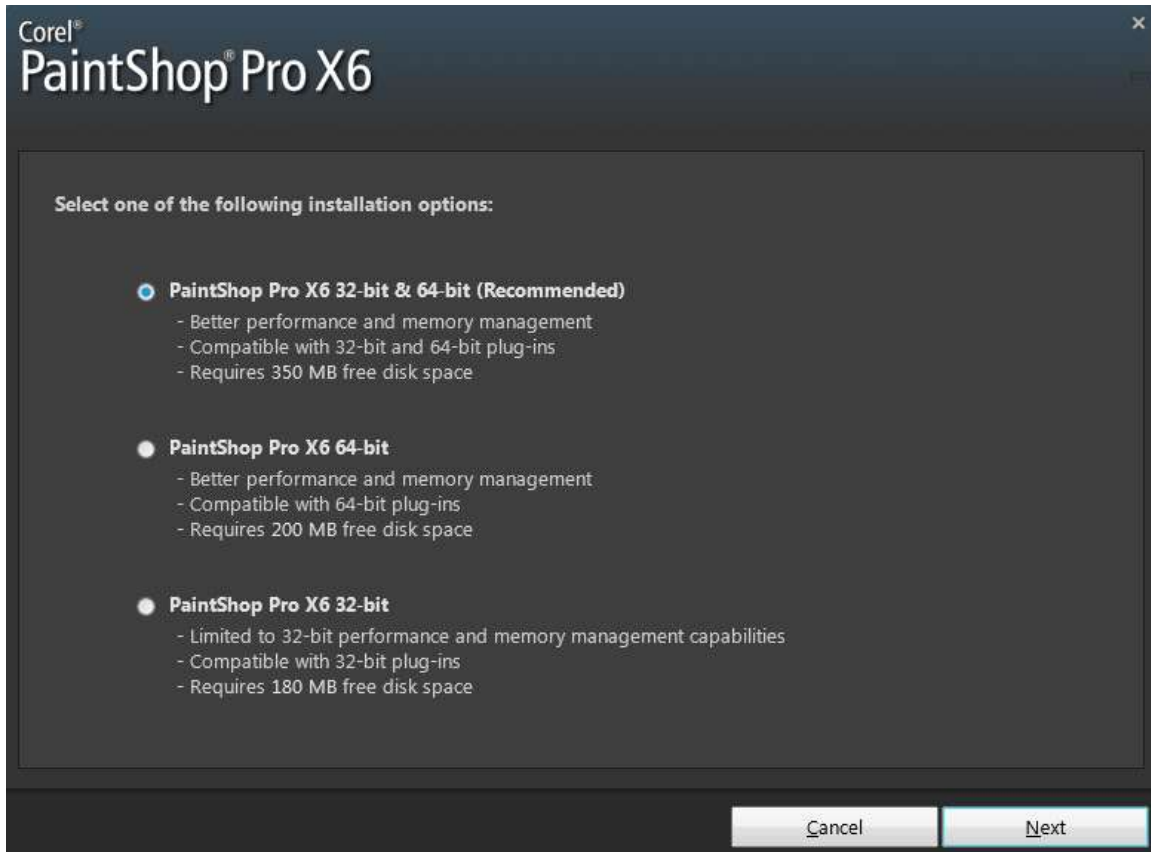 Corel®
PaintShop® Pro X6
Select one of the following installation options:
PaintShop Pro X6 32-bit & 64-bit (Recommended)
- Better performance and memory management
- Compatible with 32-bit and 64-bit plug-ins
- Requires 350 MB free disk space
PaintShop Pro X6 64-bit
- Better performance and memory management
- Compatible with 64-bit plug-ins
- Requires 200 MB free disk space
PaintShop Pro X6 32-bit
- Limited to 32-bit performance and memory management capabilities
- Compatible with 32-bit plug-ins
- Requires 180 MB free disk space
Cancel
Next